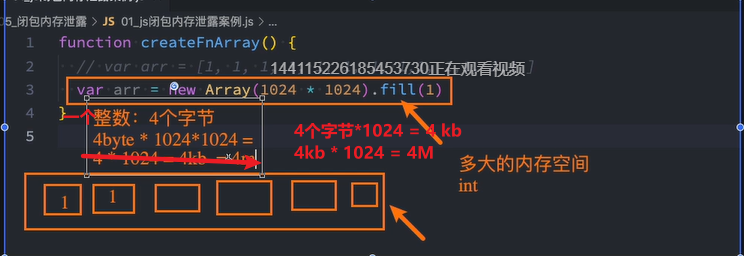 05_闭包内存泄露 > JS 01_js闭包内存泄露案例.js > ...
1 function createFnArray() {
2 // var arr = [1, 1, 1
144115226185453730正在观看视频
]
3 var arr = new Array(1024 * 1024).fill(1)
4 }
一个整数：4个字节
5
4byte * 1024*1024 =
4 * 1024 = 4kb = 4m
4个字节*1024 = 4 kb
4kb * 1024 = 4M
多大的内存空间
int
1
1